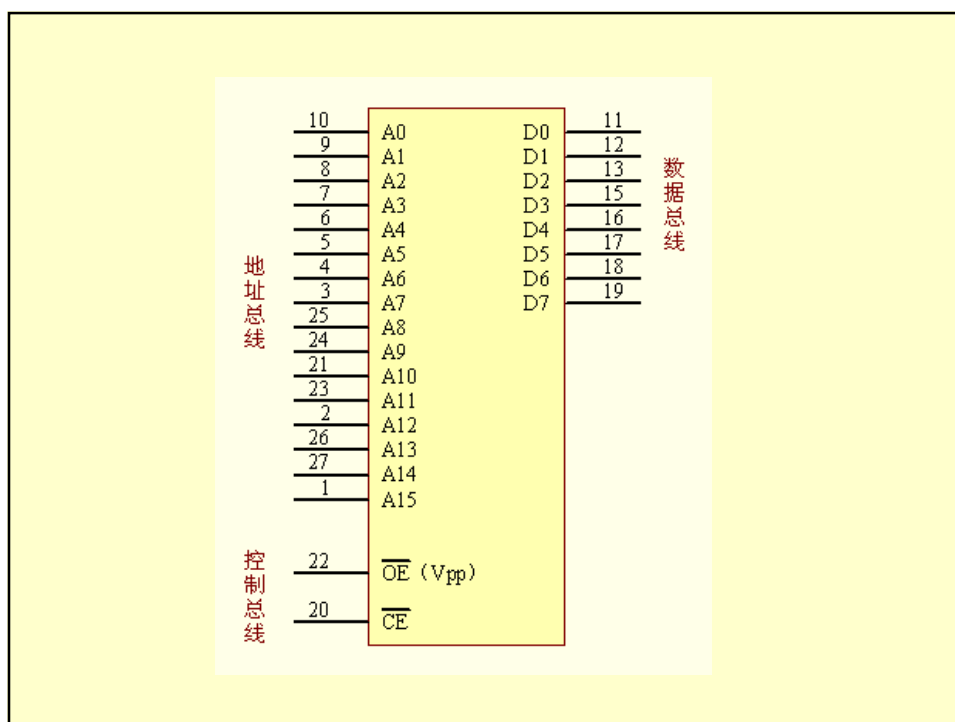 10 A0 D0 11
9 A1 D1 12
8 A2 D2 13
7 A3 D3 15
6 A4 D4 16
5 A5 D5 17
4 A6 D6 18
3 A7 D7 19
25 A8
24 A9
21 A10
23 A11
2 A12
26 A13
27 A14
1 A15
22 O̅E̅ (Vpp)
20 C̅E̅
地址总线
控制总线
数据总线